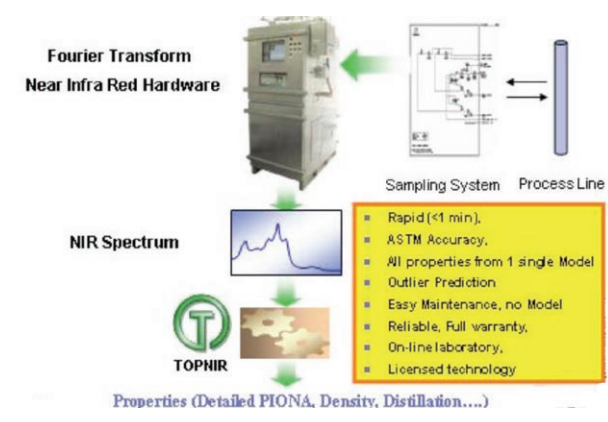 Fourier Transform
Near Infra Red Hardware
Sampling System
Process Line
NIR Spectrum
TOPNIR
Rapid (<1 min),
ASTM Accuracy,
All properties from 1 single Model
Outlier Prediction
Easy Maintenance, no Model
Reliable, Full warranty,
On-line laboratory,
Licensed technology
Properties (Detailed PIONA, Density, Distillation....)